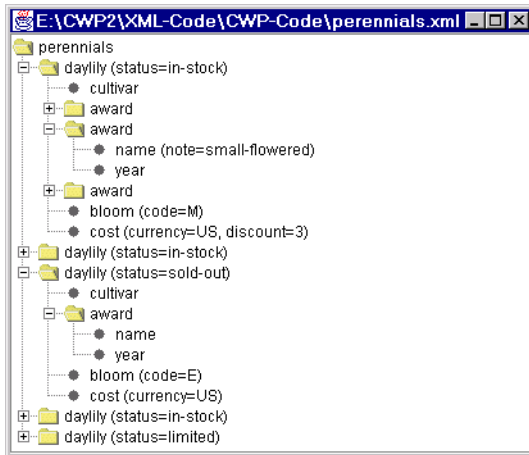 E:\CWP2\XML-Code\CWP-Code\perennials.xml
perennials
daylily (status=in-stock)
cultivar
award
award
name (note=small-flowered)
year
award
bloom (code=M)
cost (currency=US, discount=3)
daylily (status=in-stock)
daylily (status=sold-out)
cultivar
award
name
year
bloom (code=E)
cost (currency=US)
daylily (status=in-stock)
daylily (status=limited)